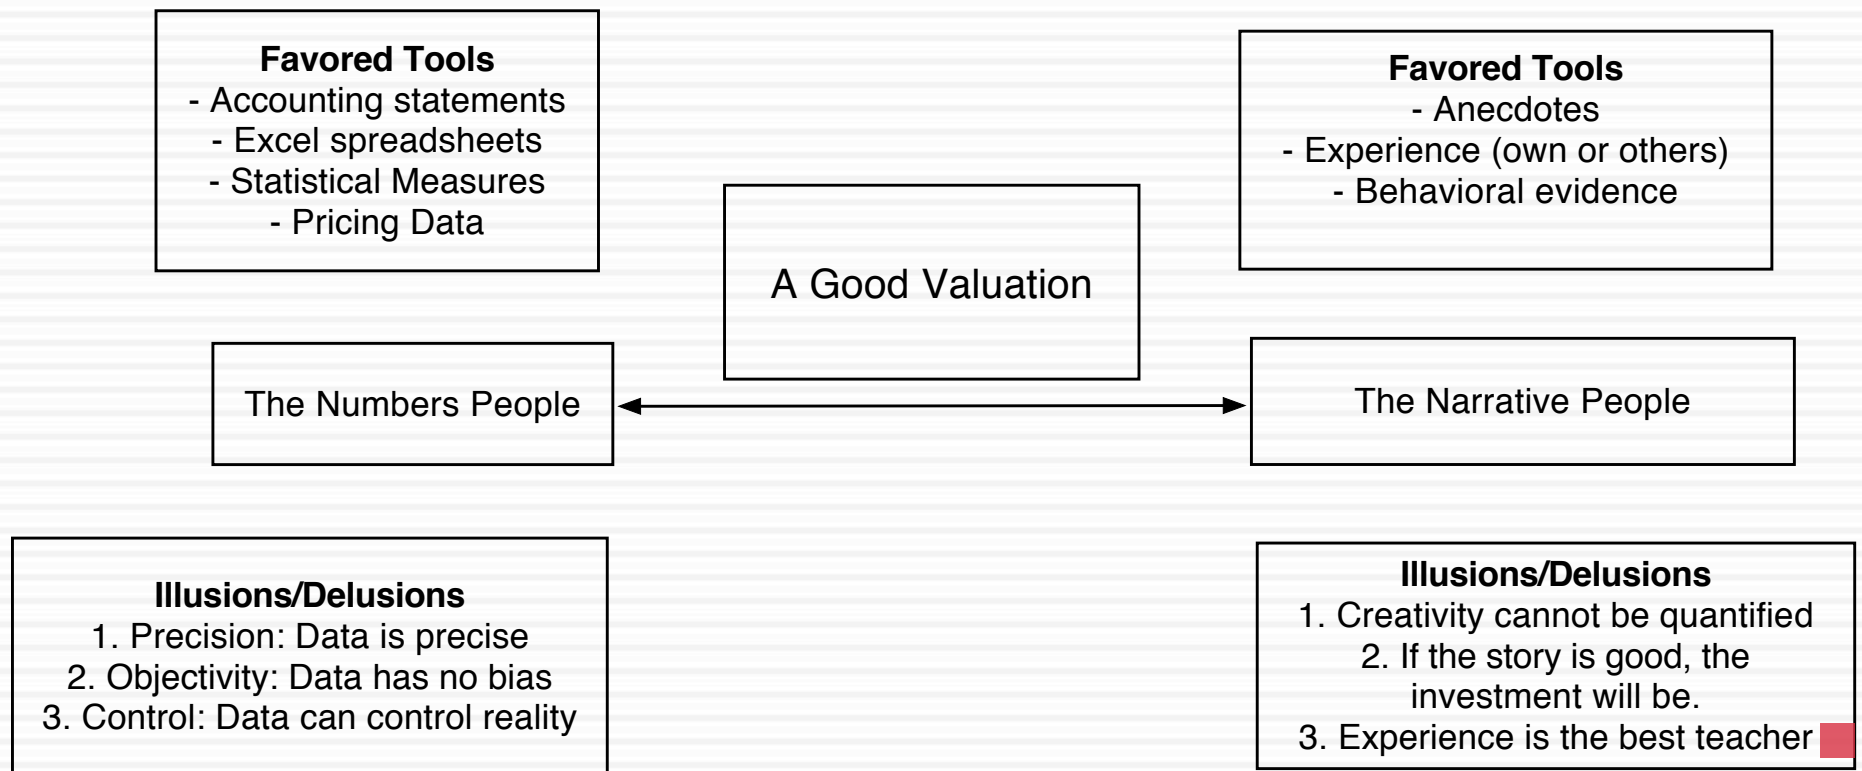 Favored Tools
- Accounting statements
- Excel spreadsheets
- Statistical Measures
- Pricing Data
Favored Tools
- Anecdotes
- Experience (own or others)
- Behavioral evidence
A Good Valuation
The Numbers People
The Narrative People
Illusions/Delusions
1. Precision: Data is precise
2. Objectivity: Data has no bias
3. Control: Data can control reality
Illusions/Delusions
1. Creativity cannot be quantified
2. If the story is good, the
investment will be.
3. Experience is the best teacher